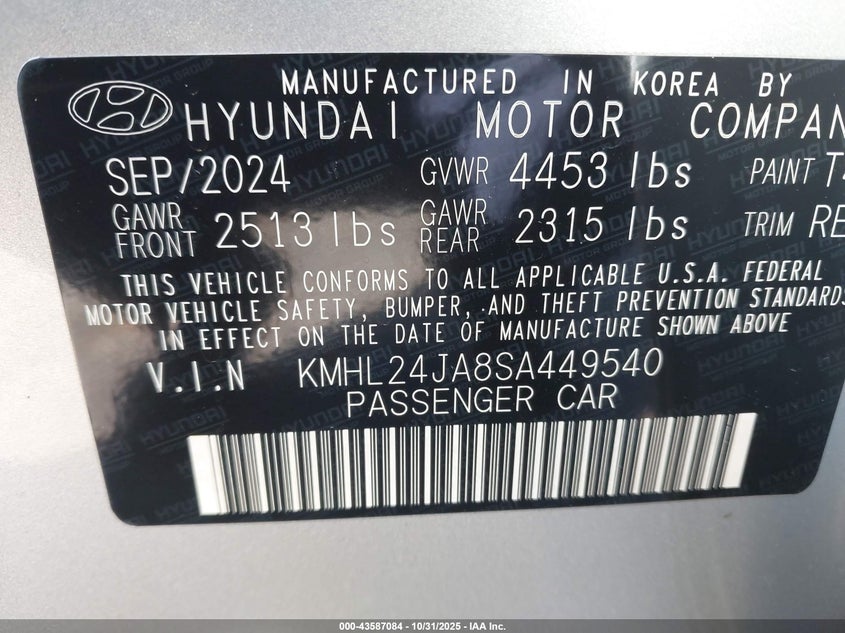 MANUFACTURED IN KOREA BY
HYUNDAI MOTOR COMPAN
SEP/2024 GVWR 4453 lbs PAINT T4
GAWR FRONT 2513 lbs GAWR REAR 2315 lbs TRIM RE
THIS VEHICLE CONFORMS TO ALL APPLICABLE U.S.A. FEDERAL
MOTOR VEHICLE SAFETY, BUMPER, AND THEFT PREVENTION STANDARDS
IN EFFECT ON THE DATE OF MANUFACTURE SHOWN ABOVE
V.I.N KMHL24JA8SA449540
PASSENGER CAR
000-43587084 | 10/31/2025 - IAA Inc.